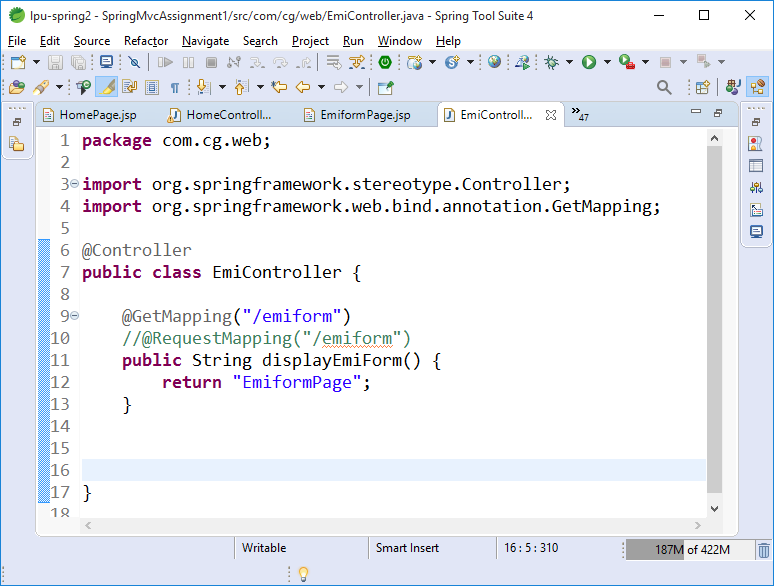 lpu-spring2 - SpringMvcAssignment1/src/com/cg/web/EmiController.java - Spring Tool Suite 4
File Edit Source Refactor Navigate Search Project Run Window Help
HomePage.jsp HomeControll... EmiformPage.jsp EmiControll... »47
1 package com.cg.web;
2
3 import org.springframework.stereotype.Controller;
4 import org.springframework.web.bind.annotation.GetMapping;
5
6 @Controller
7 public class EmiController {
8
9 @GetMapping("/emiform")
10 //@RequestMapping("/emiform")
11 public String displayEmiForm() {
12 return "EmiformPage";
13 }
14
15
16
17 }
18
Writable Smart Insert 16 : 5 : 310 187M of 422M